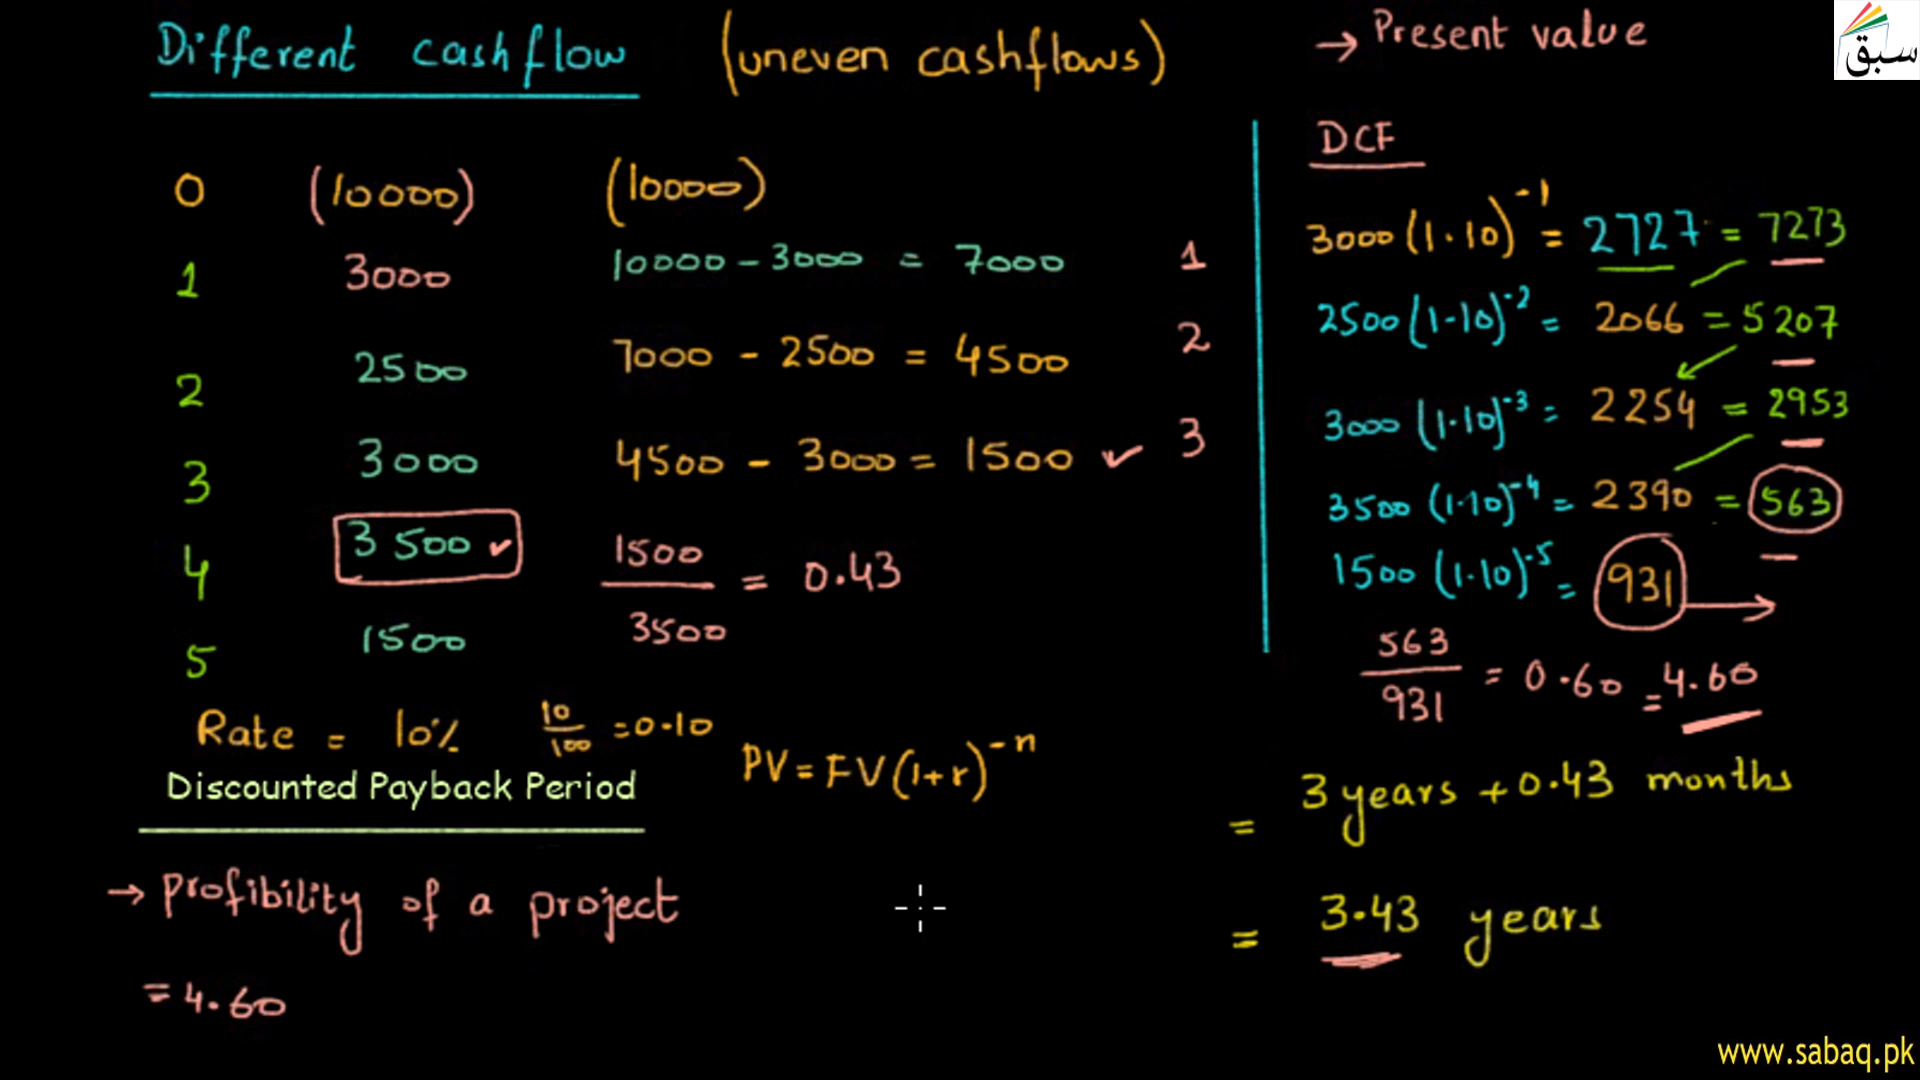 Different cashflow (uneven cashflows)
→ Present value
سبق
0 (10000) (10000)
1 3000 10000 - 3000 = 7000 1
2 2500 7000 - 2500 = 4500 2
3 3000 4500 - 3000 = 1500 ✓ 3
4 3500 ✓ 1500/3500 = 0.43
5 1500
Rate = 10% 10/100 = 0.10
PV = FV(1+r)^-n
Discounted Payback Period
→ Profibility of a project
= 4.60
DCF
3000 (1.10)^-1 = 2727 = 7273
2500 (1.10)^-2 = 2066 = 5207
3000 (1.10)^-3 = 2254 = 2953
3500 (1.10)^-4 = 2390 = 563
1500 (1.10)^-5 = 931 →
563/931 = 0.60 = 4.60
= 3 years + 0.43 months
= 3.43 years
www.sabaq.pk